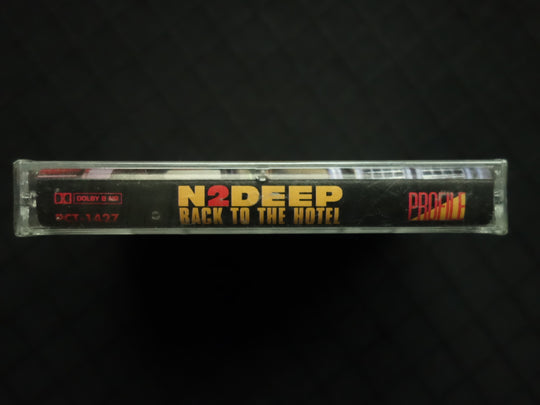 DOLBY B NR
PCT-1427
N2DEEP
BACK TO THE HOTEL
PROFILE